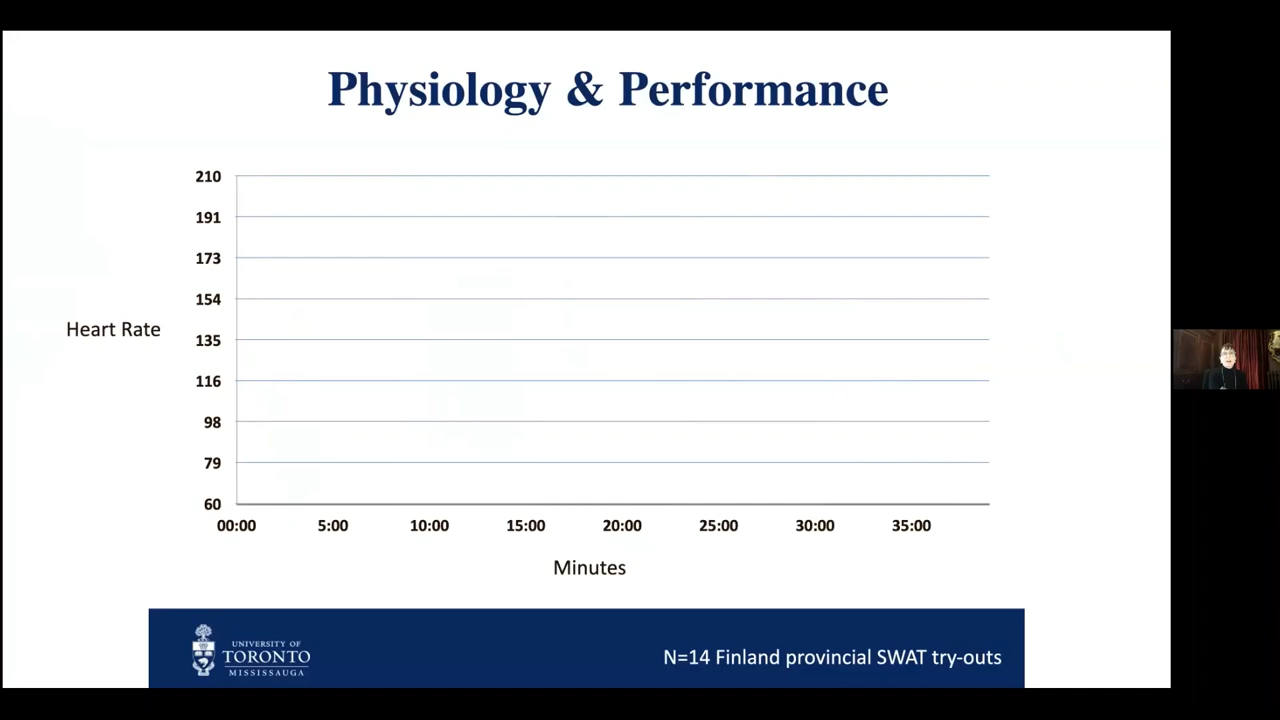 Physiology & Performance
210
191
173
154
Heart Rate
135
116
98
79
60
00:00 5:00 10:00 15:00 20:00 25:00 30:00 35:00
Minutes
UNIVERSITY OF
TORONTO
MISSISSAUGA
N=14 Finland provincial SWAT try-outs